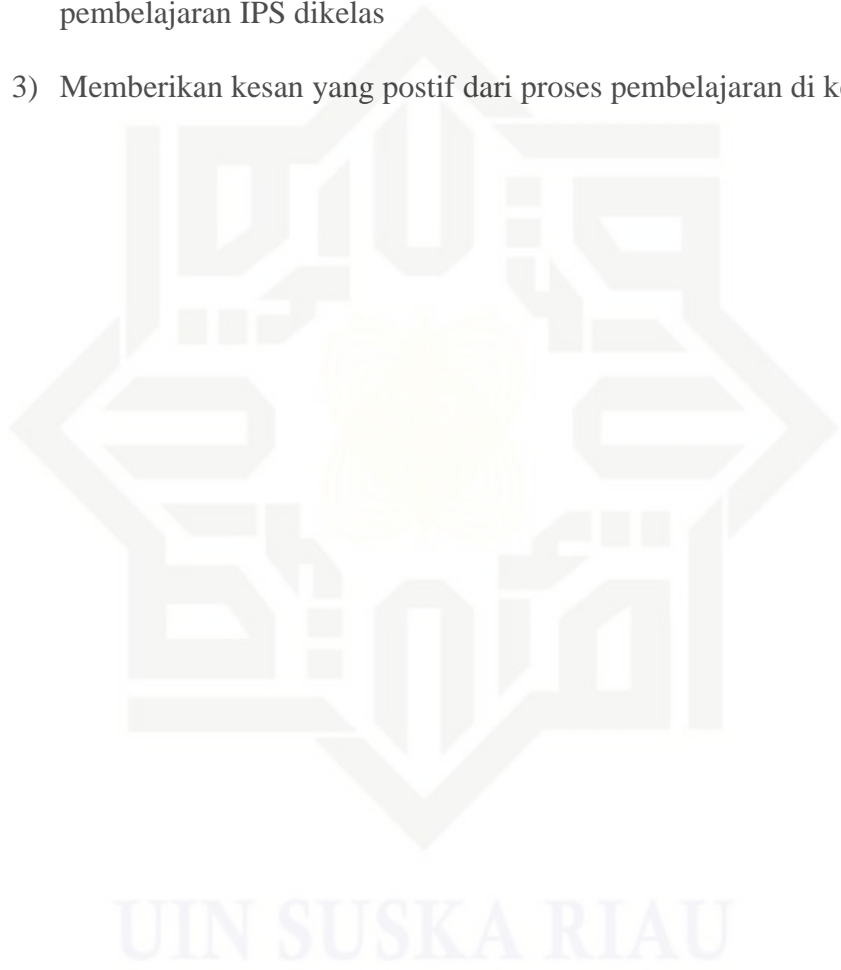 pembelajaran IPS dikelas
3) Memberikan kesan yang postif dari proses pembelajaran di
UIN SUSKA RIAU